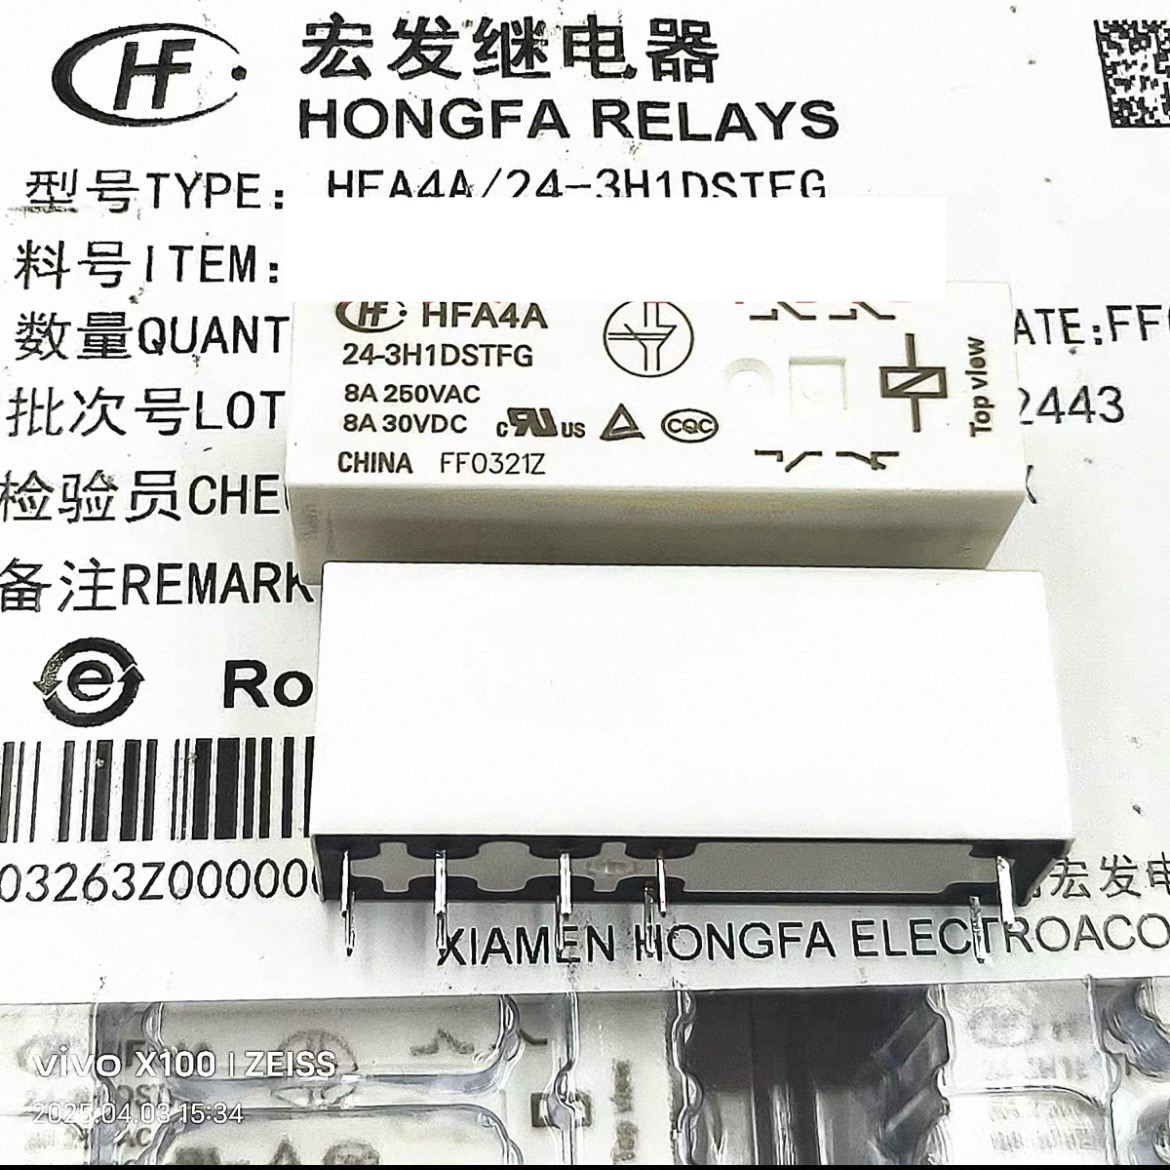 HF
宏发继电器
HONGFA RELAYS
型号TYPE: HFA4A/24-3H1DSTFG
料号ITEM:
数量QUANT
ATE:FF
批次号LOT
2443
检验员CHE
备注REMARK
HF HFA4A
24-3H1DSTFG
8A 250VAC
8A 30VDC cRUus CQC
CHINA FF0321Z
Top view
e
Ro
03263Z00000
宏发电
XIAMEN HONGFA ELECTROACO
vivo X100 | ZEISS
2025.04.03 15:34